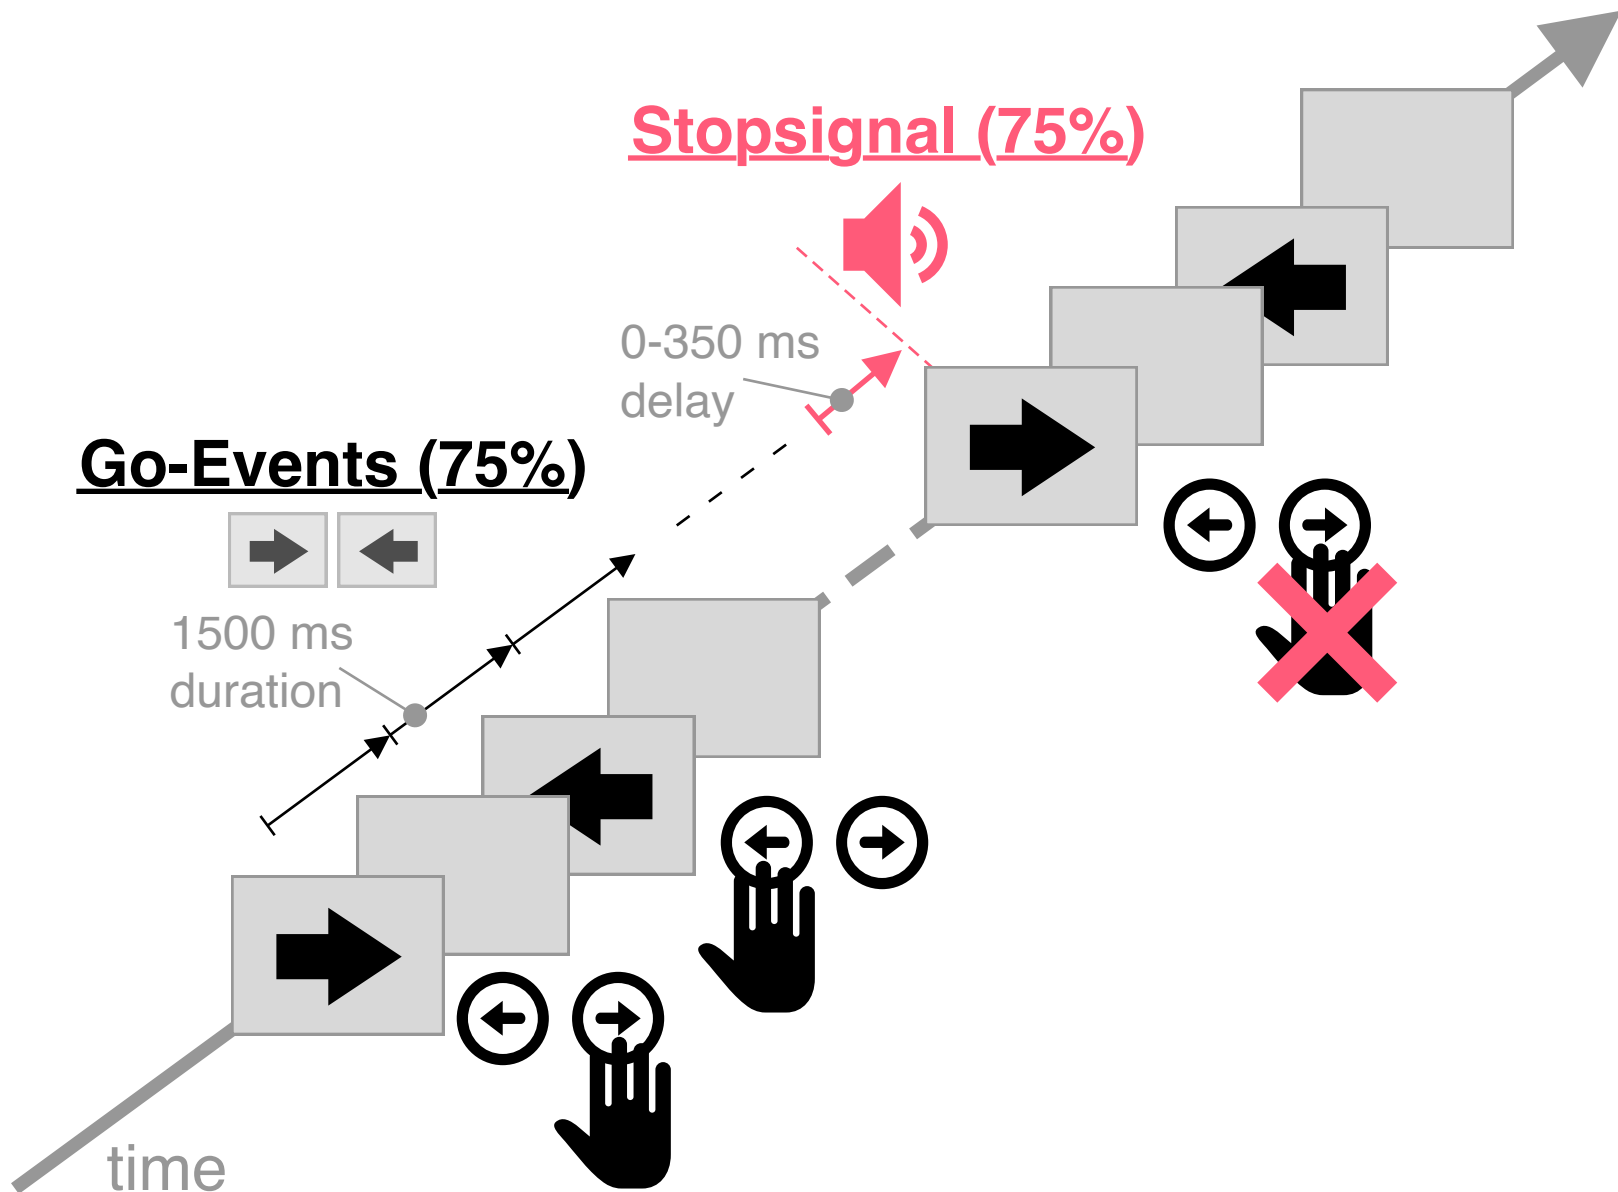 Stopsignal (75%)
0-350 ms
delay
Go-Events (75%)
1500 ms
duration
time